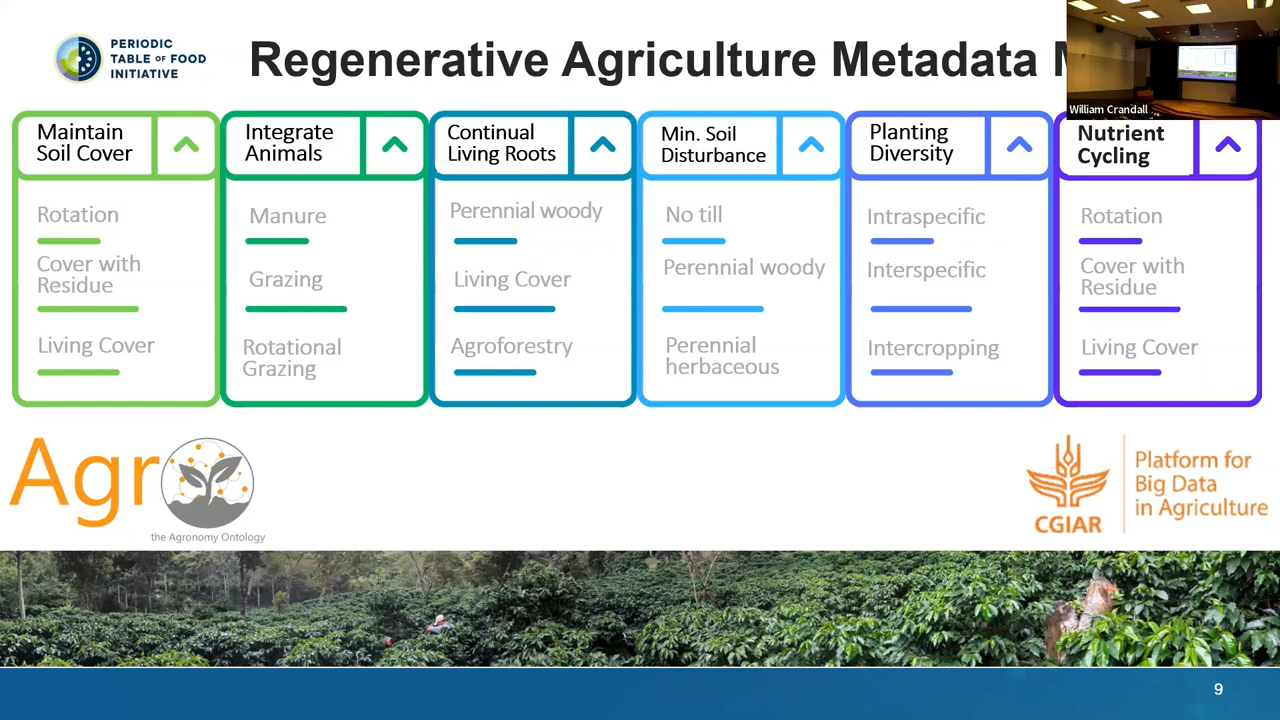 PERIODIC
TABLE OF FOOD
INITIATIVE
Regenerative Agriculture Metadata
William Crandall
Maintain
Soil Cover
Rotation
Cover with
Residue
Living Cover
Integrate
Animals
Manure
Grazing
Rotational
Grazing
Continual
Living Roots
Perennial woody
Living Cover
Agroforestry
Min. Soil
Disturbance
No till
Perennial woody
Perennial
herbaceous
Planting
Diversity
Intraspecific
Interspecific
Intercropping
Nutrient
Cycling
Rotation
Cover with
Residue
Living Cover
Agr
the Agronomy Ontology
CGIAR
Platform for
Big Data
in Agriculture
9